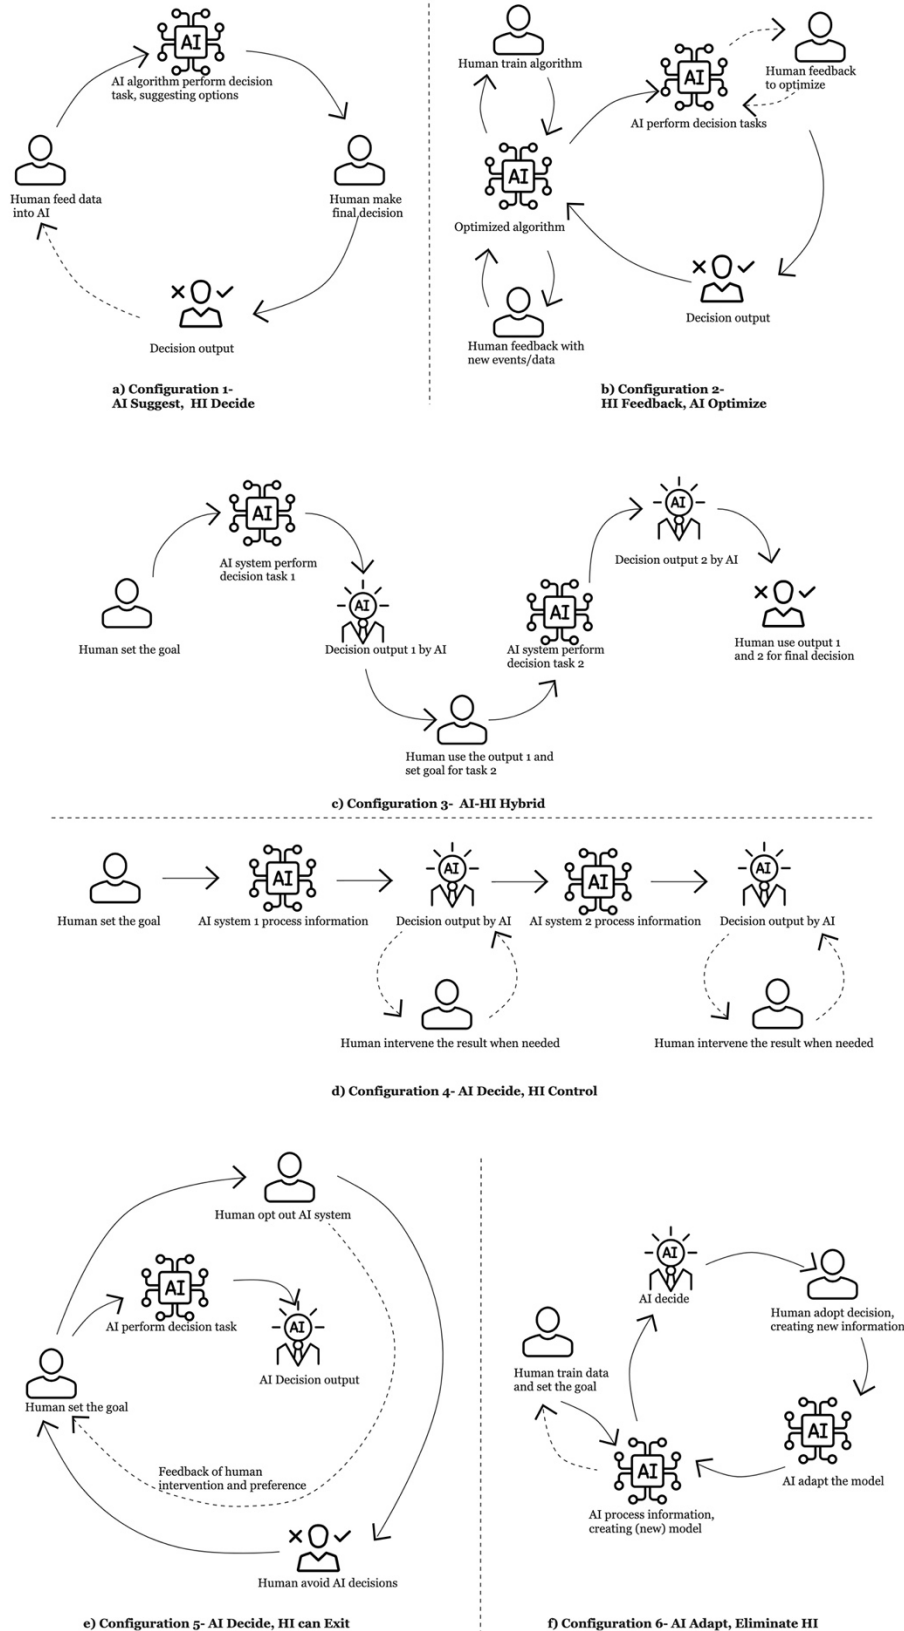 AI
AI algorithm perform decision
task, suggesting options
Human feed data
into AI
Human make
final decision
Decision output
a) Configuration 1-
AI Suggest, HI Decide
Human train algorithm
AI
AI perform decision tasks
Human feedback
to optimize
AI
Optimized algorithm
Human feedback with
new events/data
Decision output
b) Configuration 2-
HI Feedback, AI Optimize
Human set the goal
AI
AI system perform
decision task 1
AI
Decision output 1 by AI
Human use the output 1 and
set goal for task 2
AI
AI system perform
decision task 2
AI
Decision output 2 by AI
Human use output 1
and 2 for final decision
c) Configuration 3- AI-HI Hybrid
Human set the goal
AI
AI system 1 process information
AI
Decision output by AI
AI
AI system 2 process information
AI
Decision output by AI
Human intervene the result when needed
Human intervene the result when needed
d) Configuration 4- AI Decide, HI Control
Human opt out AI system
AI
AI perform decision task
AI
AI Decision output
Human set the goal
Feedback of human
intervention and preference
Human avoid AI decisions
e) Configuration 5- AI Decide, HI can Exit
AI
AI decide
Human adopt decision,
creating new information
Human train data
and set the goal
AI
AI adapt the model
AI
AI process information,
creating (new) model
f) Configuration 6- AI Adapt, Eliminate HI